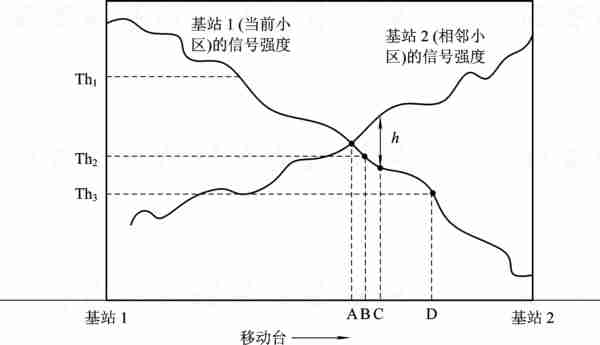 基站 1 (当前小
区)的信号强度
基站 2 (相邻小
区)的信号强度
Th₁
h
Th₂
Th₃
A B C D
基站 1
基站 2
移动台